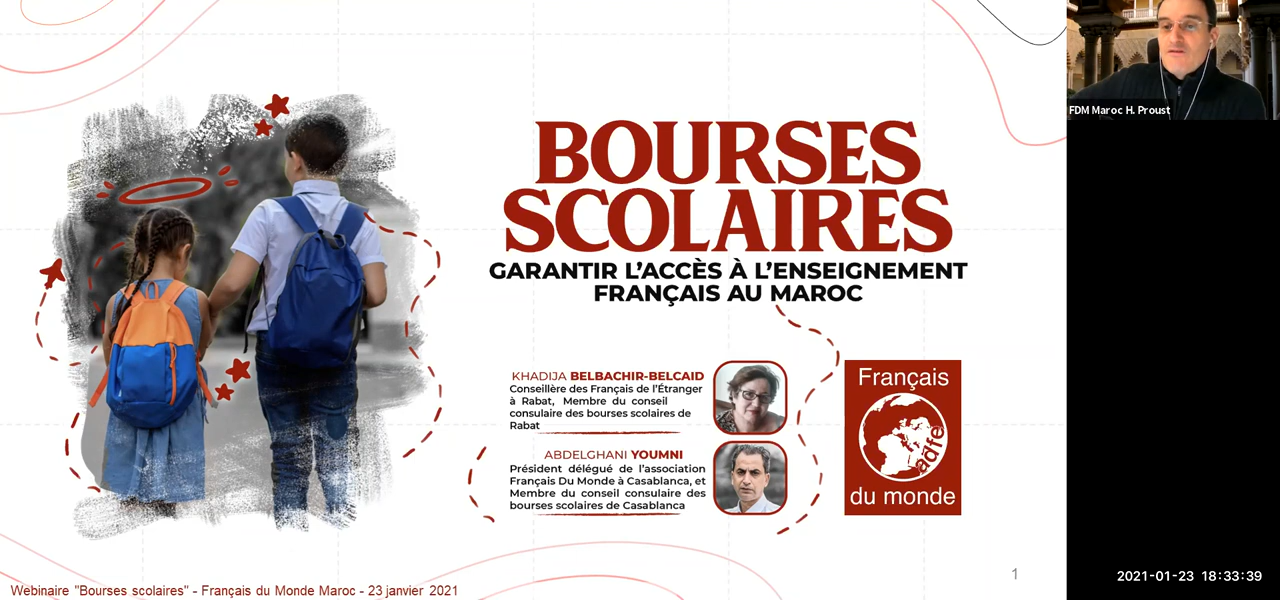 BOURSES
SCOLAIRES
GARANTIR L'ACCÈS À L'ENSEIGNEMENT
FRANÇAIS AU MAROC
KHADIJA BELBACHIR-BELCAID
Conseillère des Français de l'Étranger
à Rabat, Membre du conseil
consulaire des bourses scolaires de
Rabat
ABDELGHANI YOUMNI
Président délégué de l'association
Français Du Monde à Casablanca, et
Membre du conseil consulaire des
bourses scolaires de Casablanca
Français
adfe
du monde
1
Webinaire "Bourses scolaires" - Français du Monde Maroc - 23 janvier 2021
FDM Maroc H. Proust
2021-01-23 18:33:39